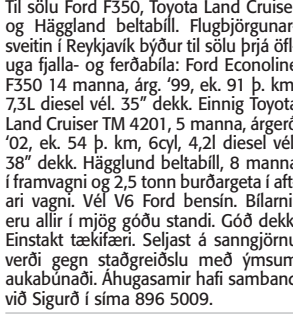 Til sölu Ford F350, Toyota Land Cruiser
og Häggland beltabíll. Flugbjörgunar-
sveitin í Reykjavík býður til sölu þrjá öfl-
uga fjalla- og ferðabíla: Ford Econoline
F350 14 manna, árg. ‘99, ek. 91 þ. km,
7,3L diesel vél. 35” dekk. Einnig Toyota
Land Cruiser TM 4201, 5 manna, árgerð
‘02, ek. 54 þ. km, 6cyl, 4,2l diesel vél,
38” dekk. Hägglund beltabíll, 8 manna
í framvagni og 2,5 tonn burðargeta í aft-
ari vagni. Vél V6 Ford bensín. Bílarnir
eru allir í mjög góðu standi. Góð dekk.
Einstakt tækifæri. Seljast á sanngjörnu
verði gegn staðgreiðslu með ýmsum
aukabúnaði. Áhugasamir hafi samband
við Sigurð í síma 896 5009.